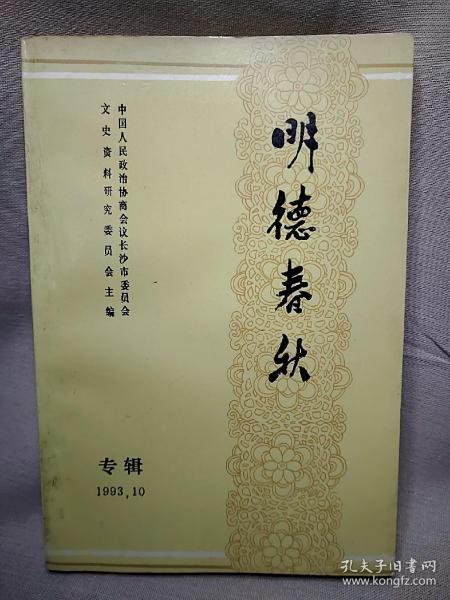 明德春秋
中国人民政治协商会议长沙市委员会
文史资料研究委员会主编
专辑
1993,10
孔夫子旧书网
www.kongfz.com